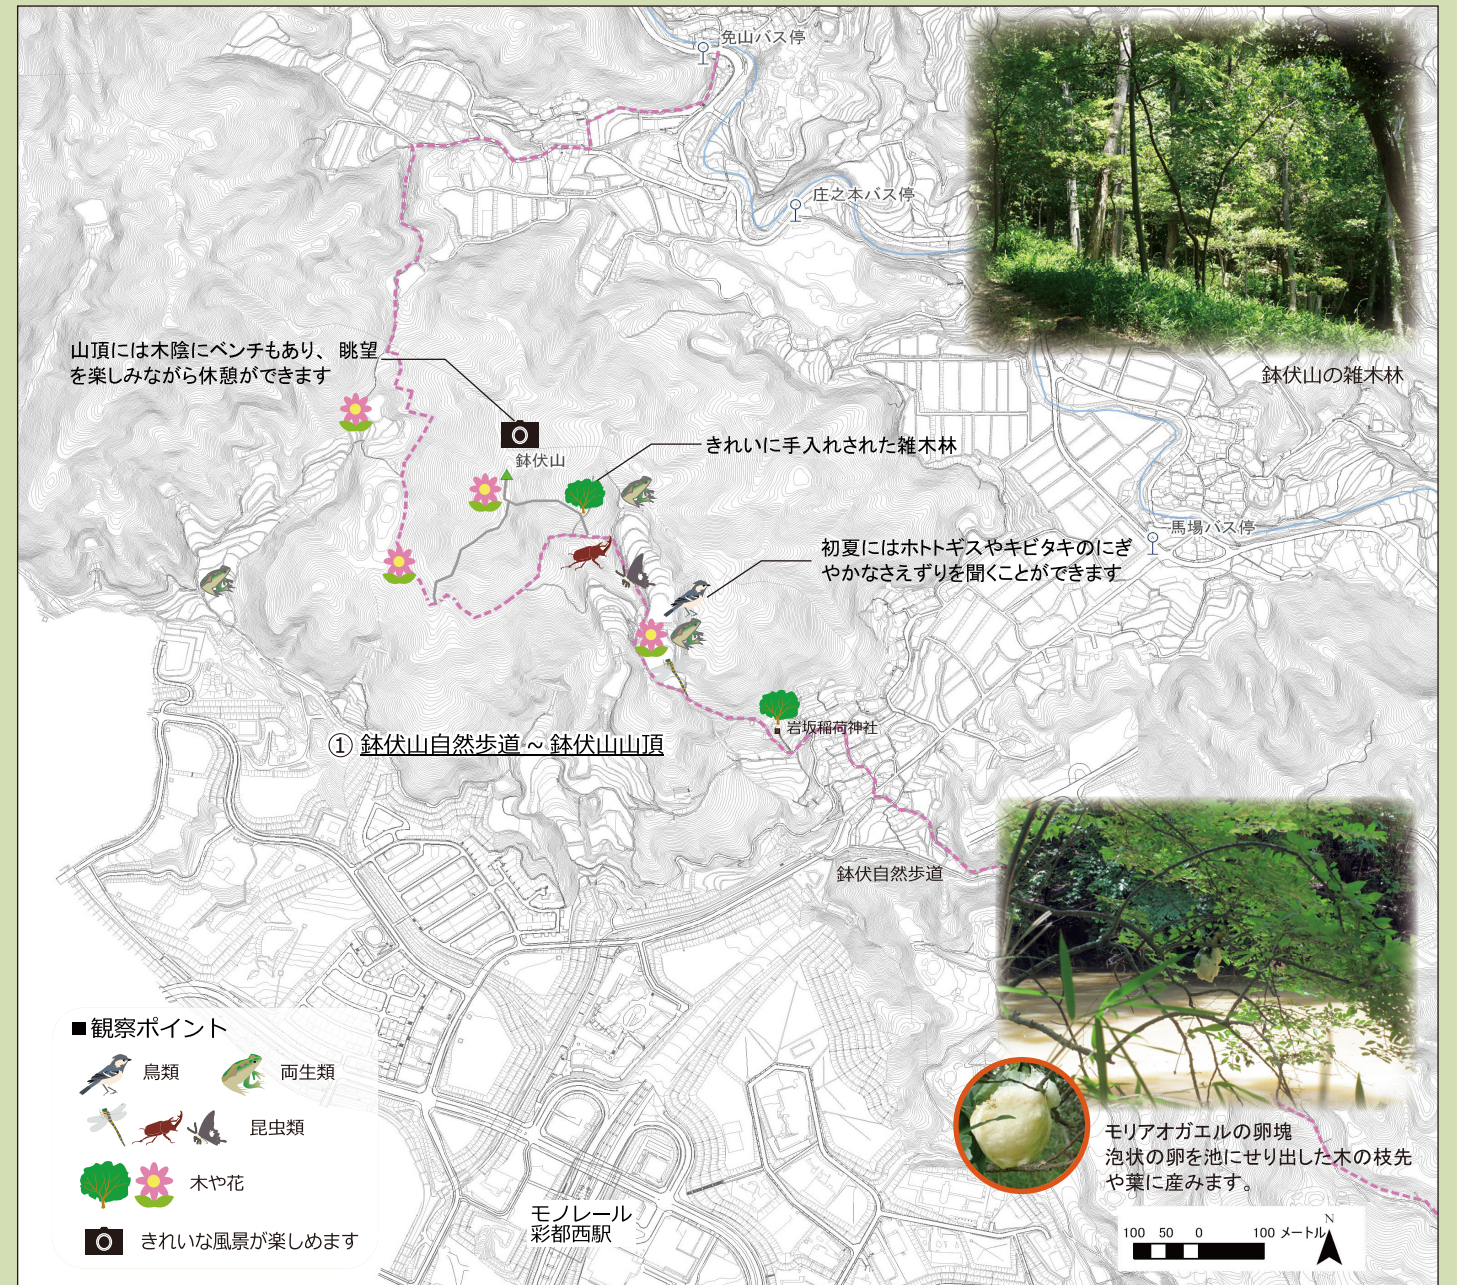 免山バス停
庄之本バス停
山頂には木陰にベンチもあり、眺望
を楽しみながら休憩ができます
鉢伏山の雑木林
きれいに手入れされた雑木林
鉢伏山
馬場バス停
初夏にはホトトギスやキビタキのにぎ
やかなさえずりを聞くことができます
岩坂稲荷神社
① 鉢伏山自然歩道~鉢伏山山頂
鉢伏自然歩道
■観察ポイント
鳥類
両生類
昆虫類
木や花
きれいな風景が楽しめます
モリアオガエルの卵塊
泡状の卵を池にせり出した木の枝先
や葉に産みます。
モノレール
彩都西駅
N
100 50 0 100 メートル